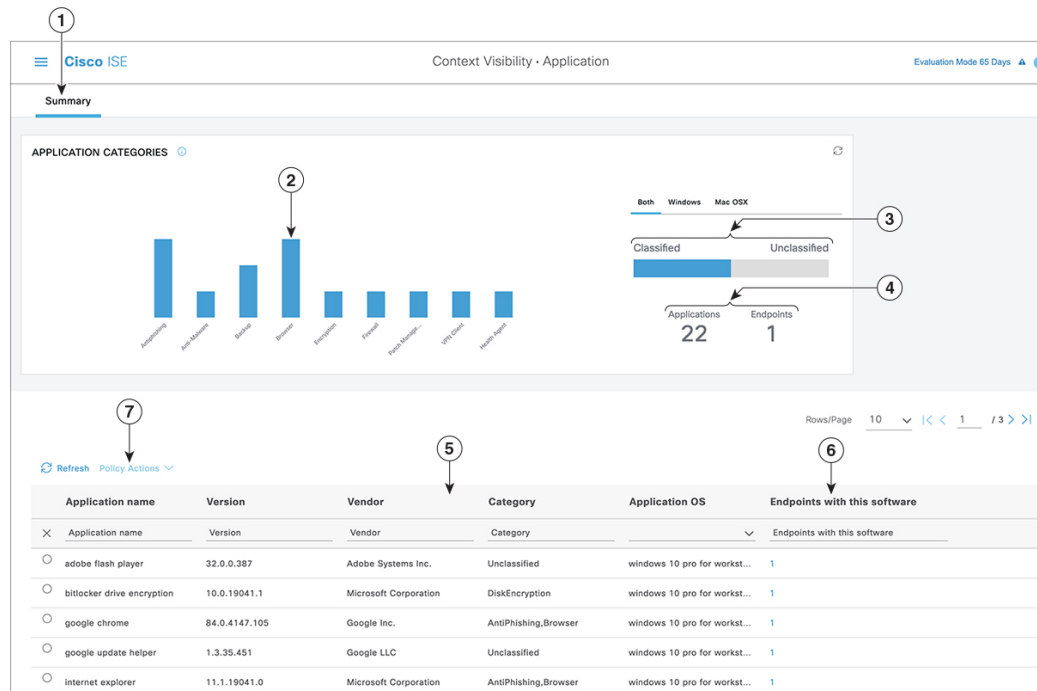 1
Cisco ISE Context Visibility · Application Evaluation Mode 65 Days
Summary
APPLICATION CATEGORIES
2
Both Windows Mac OSX
3
Classified Unclassified
4
Applications Endpoints
22 1
Antiphishing Anti-Malware Backup Browser Encryption Firewall Patch Manage... VPN Client Health Agent
7
Rows/Page 10 1 / 3
5
6
Refresh Policy Actions
Application name Version Vendor Category Application OS Endpoints with this software
Application name Version Vendor Category Endpoints with this software
adobe flash player 32.0.0.387 Adobe Systems Inc. Unclassified windows 10 pro for workst... 1
bitlocker drive encryption 10.0.19041.1 Microsoft Corporation DiskEncryption windows 10 pro for workst... 1
google chrome 84.0.4147.105 Google Inc. AntiPhishing,Browser windows 10 pro for workst... 1
google update helper 1.3.35.451 Google LLC Unclassified windows 10 pro for workst... 1
internet explorer 11.1.19041.0 Microsoft Corporation AntiPhishing,Browser windows 10 pro for workst... 1